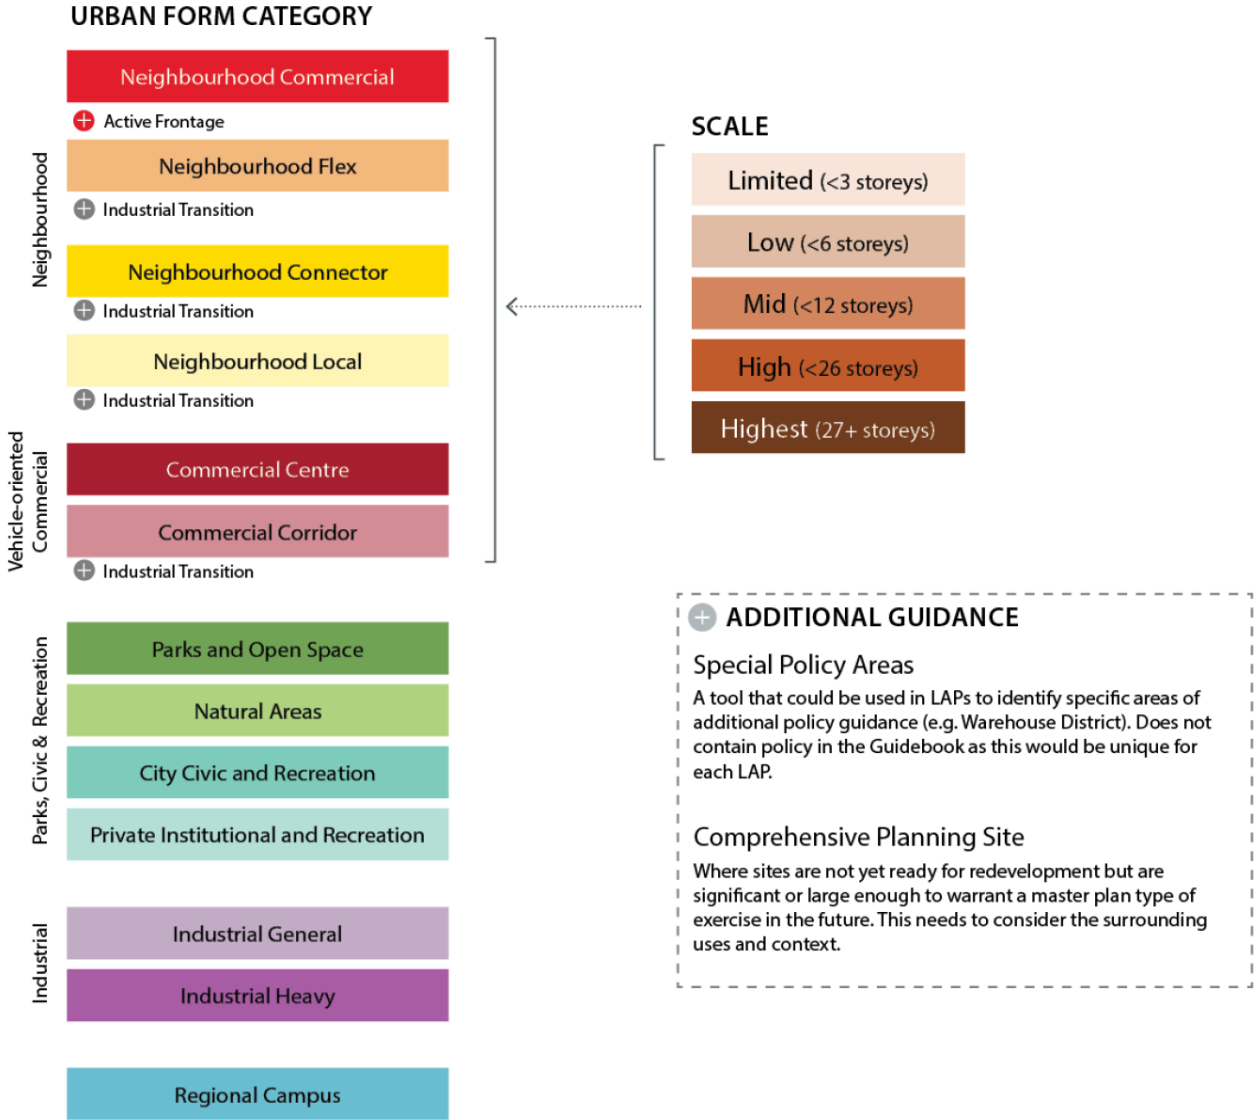 URBAN FORM CATEGORY
Neighbourhood
Neighbourhood Commercial
Active Frontage
Neighbourhood Flex
Industrial Transition
Neighbourhood Connector
Industrial Transition
Neighbourhood Local
Industrial Transition
Vehicle-oriented
Commercial
Commercial Centre
Commercial Corridor
Industrial Transition
Parks, Civic & Recreation
Parks and Open Space
Natural Areas
City Civic and Recreation
Private Institutional and Recreation
Industrial
Industrial General
Industrial Heavy
Regional Campus
SCALE
Limited (<3 storeys)
Low (<6 storeys)
Mid (<12 storeys)
High (<26 storeys)
Highest (27+ storeys)
ADDITIONAL GUIDANCE
Special Policy Areas
A tool that could be used in LAPs to identify specific areas of
additional policy guidance (e.g. Warehouse District). Does not
contain policy in the Guidebook as this would be unique for
each LAP.
Comprehensive Planning Site
Where sites are not yet ready for redevelopment but are
significant or large enough to warrant a master plan type of
exercise in the future. This needs to consider the surrounding
uses and context.